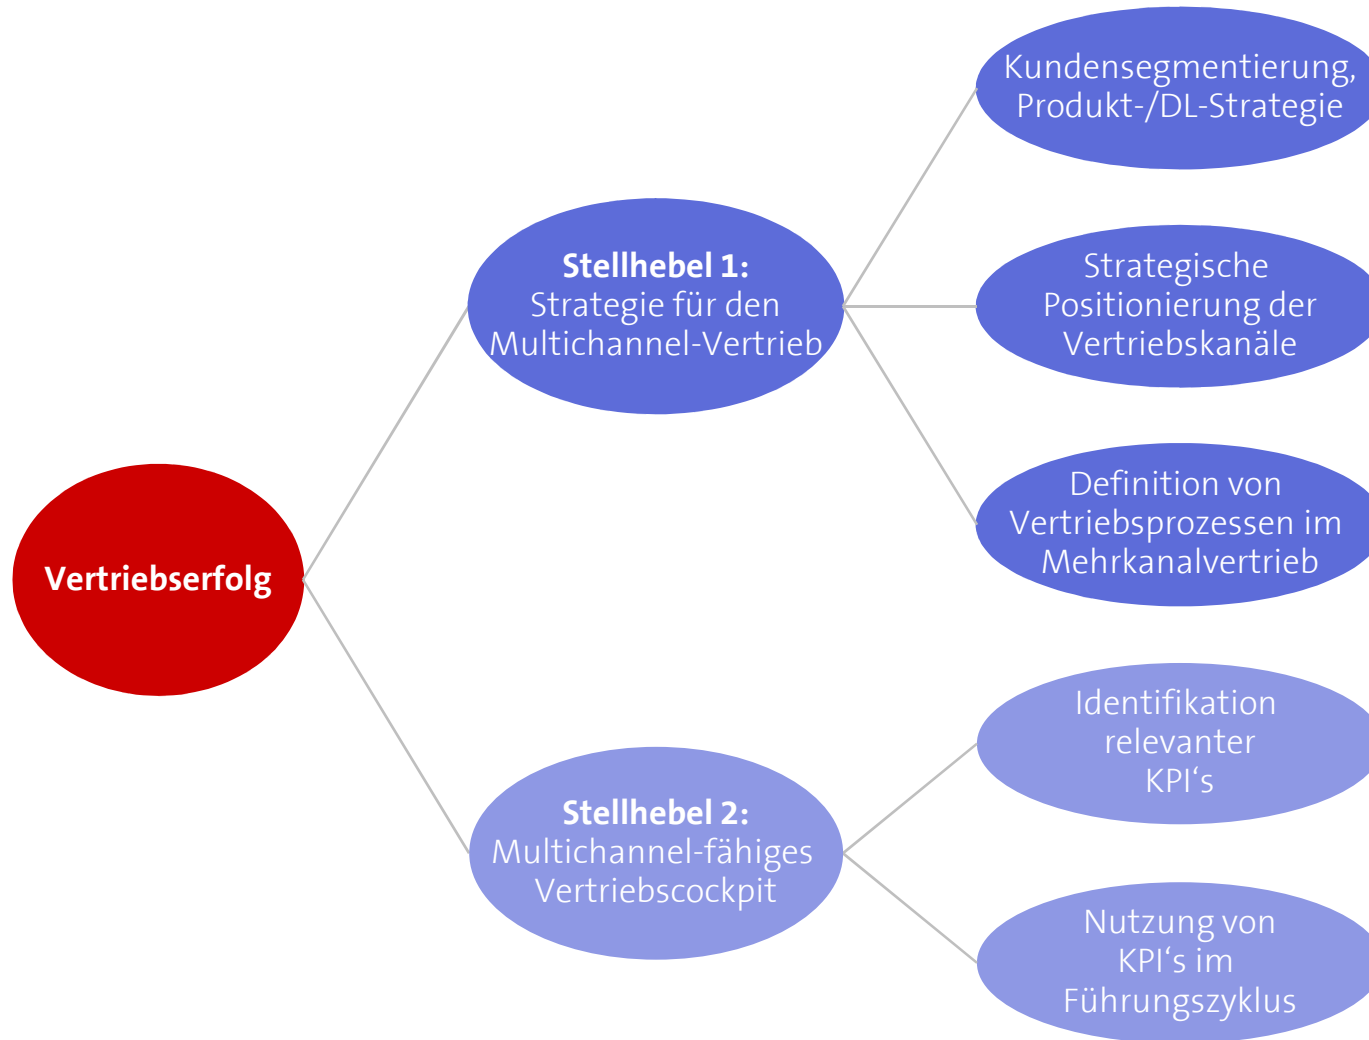 Kundensegmentierung,
Produkt-/DL-Strategie
Stellhebel 1:
Strategie für den
Multichannel-Vertrieb
Strategische
Positionierung der
Vertriebskanäle
Definition von
Vertriebsprozessen im
Mehrkanalvertrieb
Vertriebserfolg
Identifikation
relevanter
KPI‘s
Stellhebel 2:
Multichannel-fähiges
Vertriebscockpit
Nutzung von
KPI‘s im
Führungszyklus